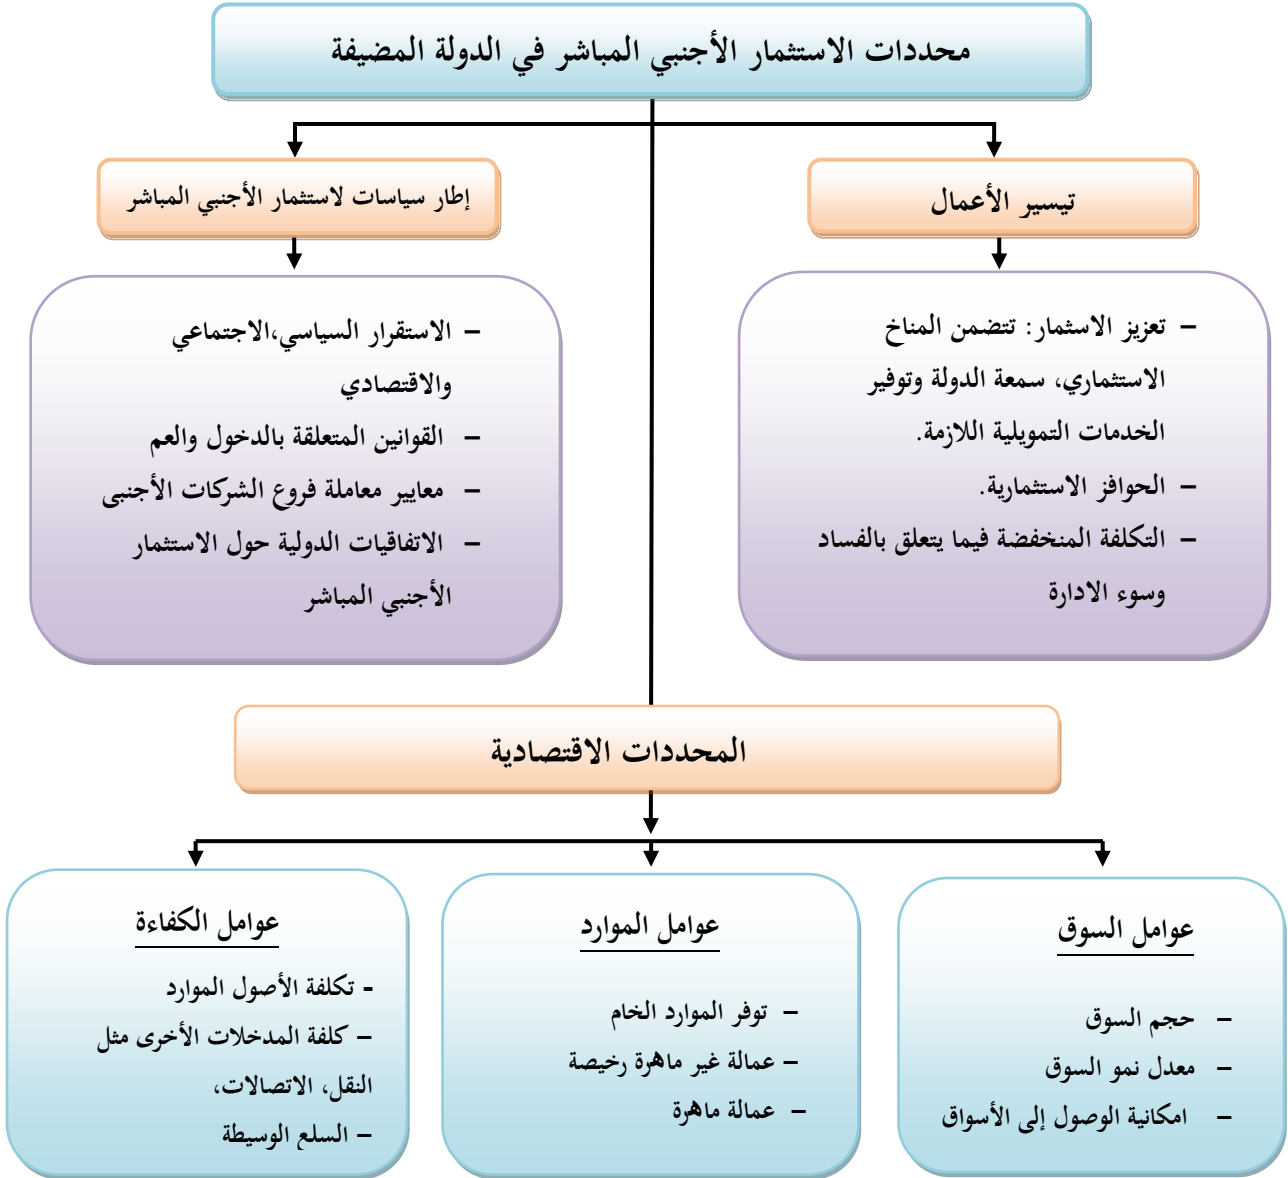 محددات الاستثمار الأجنبي المباشر في الدولة المضيفة
تيسير الأعمال
إطار سياسات لاستثمار الأجنبي المباشر
– تعزيز الاسثمار: تتضمن المناخ
الاستثماري، سمعة الدولة وتوفير
الخدمات التمويلية اللازمة.
– الحوافز الاستثمارية.
– التكلفة المنخفضة فيما يتعلق بالفساد
وسوء الادارة
– الاستقرار السياسي،الاجتماعي
والاقتصادي
– القوانين المتعلقة بالدخول والعم
– معايير معاملة فروع الشركات الأجنبى
– الاتفاقيات الدولية حول الاستثمار
الأجنبي المباشر
المحددات الاقتصادية
عوامل السوق
– حجم السوق
– معدل نمو السوق
– امكانية الوصول إلى الأسواق
عوامل الموارد
– توفر الموارد الخام
– عمالة غير ماهرة رخيصة
– عمالة ماهرة
عوامل الكفاءة
- تكلفة الأصول الموارد
– كلفة المدخلات الأخرى مثل
النقل، الاتصالات،
– السلع الوسيطة